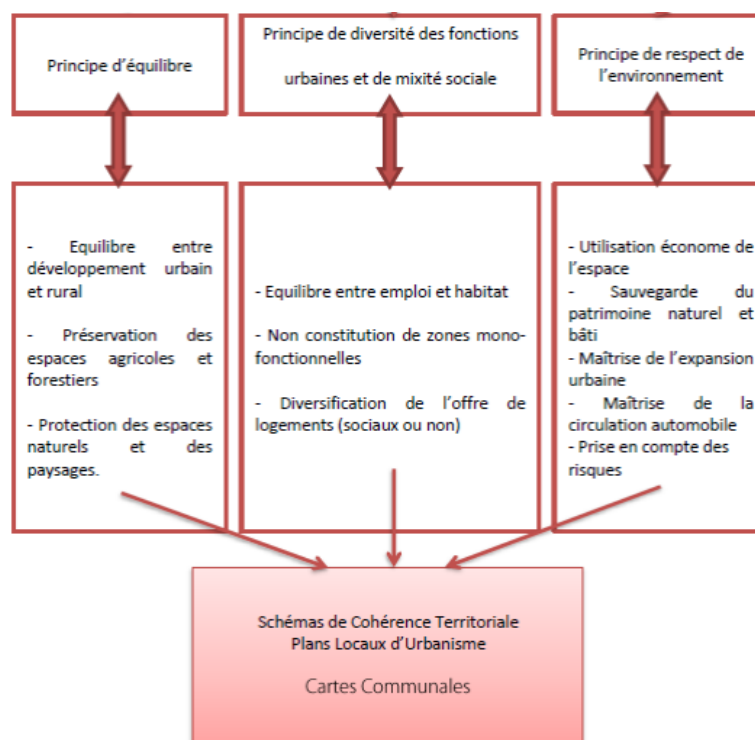 Principe d'équilibre
Principe de diversité des fonctions
urbaines et de mixité sociale
Principe de respect de
l'environnement
- Equilibre entre
développement urbain
et rural
- Préservation des
espaces agricoles et
forestiers
- Protection des espaces
naturels et des
paysages.
- Equilibre entre emploi et habitat
- Non constitution de zones mono-
fonctionnelles
- Diversification de l'offre de
logements (sociaux ou non)
- Utilisation économe de
l'espace
- Sauvegarde du
patrimoine naturel et
bâti
- Maîtrise de l'expansion
urbaine
- Maîtrise de la
circulation automobile
- Prise en compte des
risques
Schémas de Cohérence Territoriale
Plans Locaux d'Urbanisme
Cartes Communales